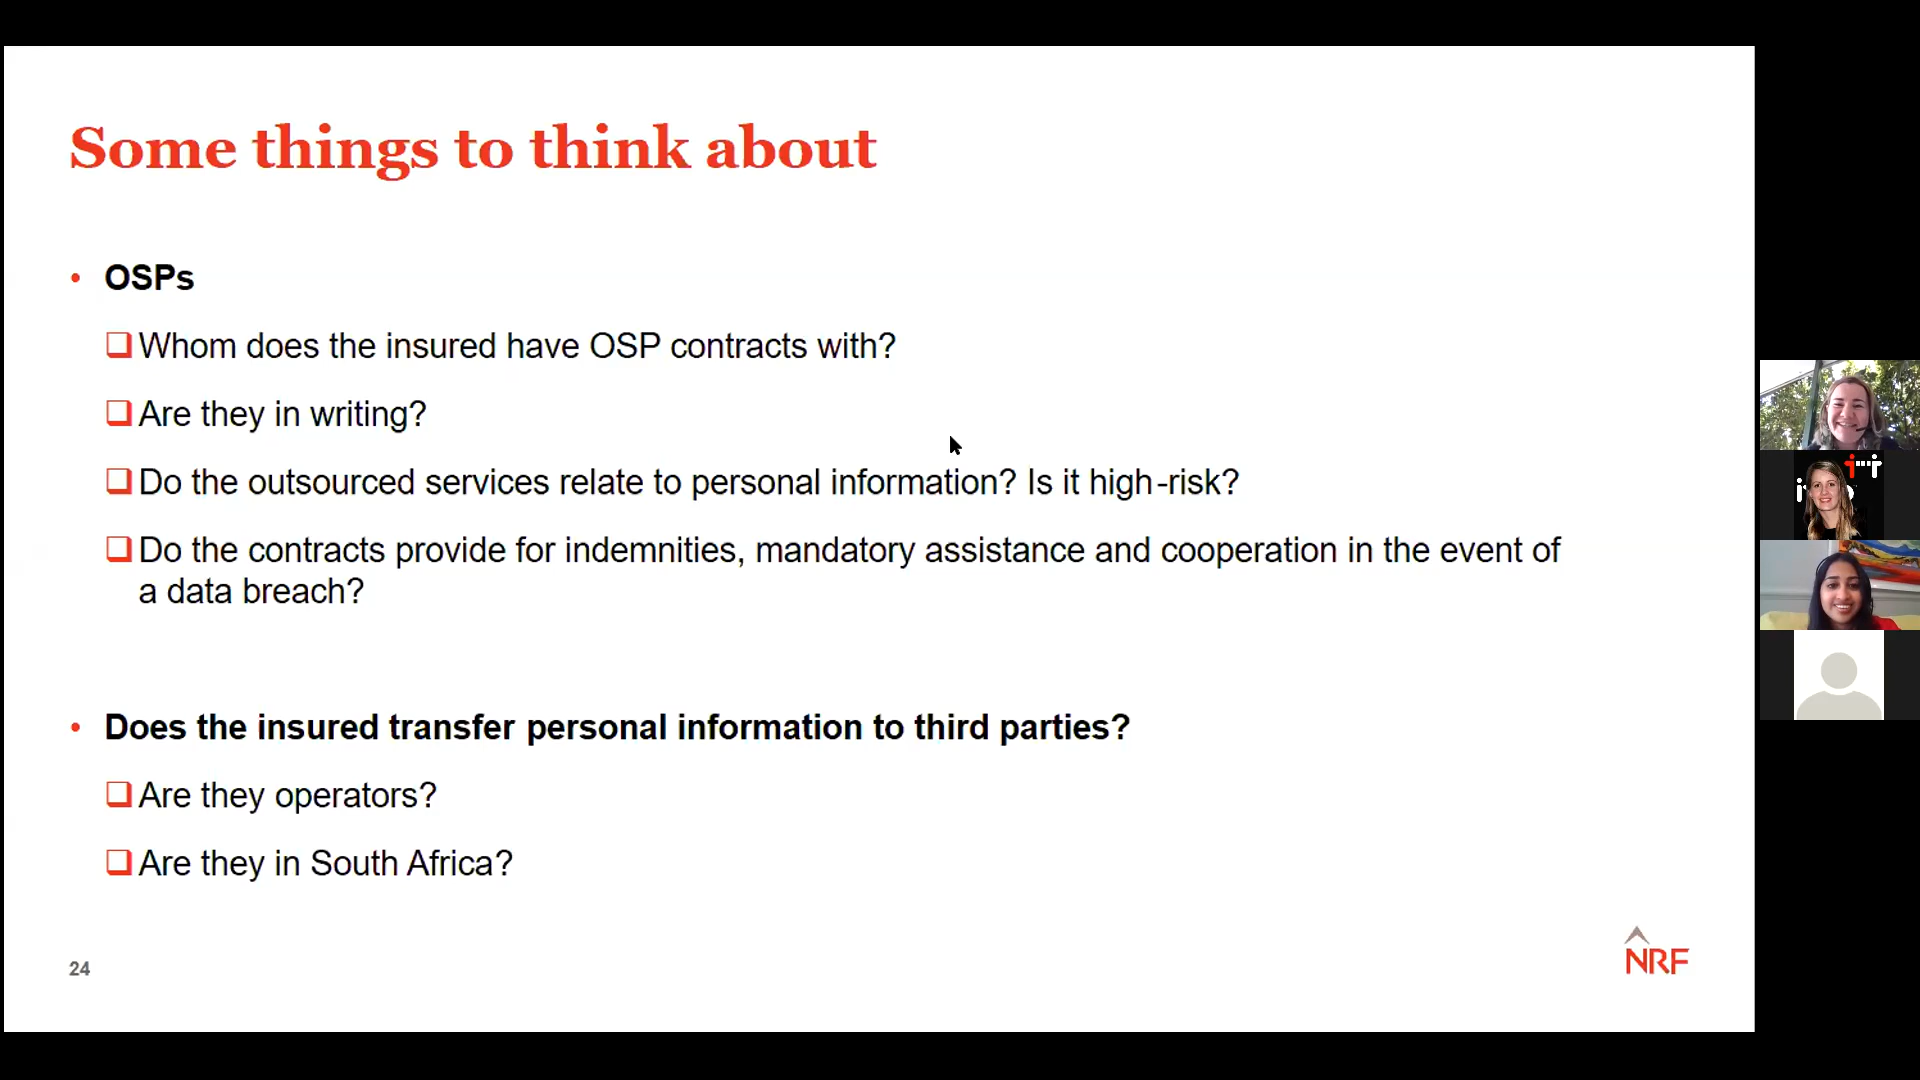 Some things to think about
• OSPs
❑ Whom does the insured have OSP contracts with?
❑ Are they in writing?
❑ Do the outsourced services relate to personal information? Is it high-risk?
❑ Do the contracts provide for indemnities, mandatory assistance and cooperation in the event of
a data breach?
• Does the insured transfer personal information to third parties?
❑ Are they operators?
❑ Are they in South Africa?
24
NRF